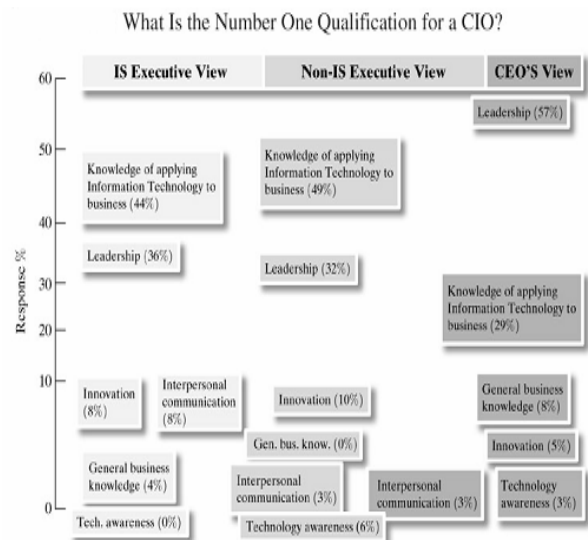 What Is the Number One Qualification for a CIO?
IS Executive View
Non-IS Executive View
CEO'S View
Response %
60
50
40
30
20
10
0
Knowledge of applying
Information Technology to
business (44%)
Leadership (36%)
Innovation
(8%)
Interpersonal
communication
(8%)
General business
knowledge (4%)
Tech. awareness (0%)
Knowledge of applying
Information Technology to
business (49%)
Leadership (32%)
Innovation (10%)
Gen. bus. know. (0%)
Interpersonal
communication (3%)
Technology awareness (6%)
Leadership (57%)
Knowledge of applying
Information Technology to
business (29%)
General business
knowledge (8%)
Innovation (5%)
Interpersonal
communication (3%)
Technology
awareness (3%)